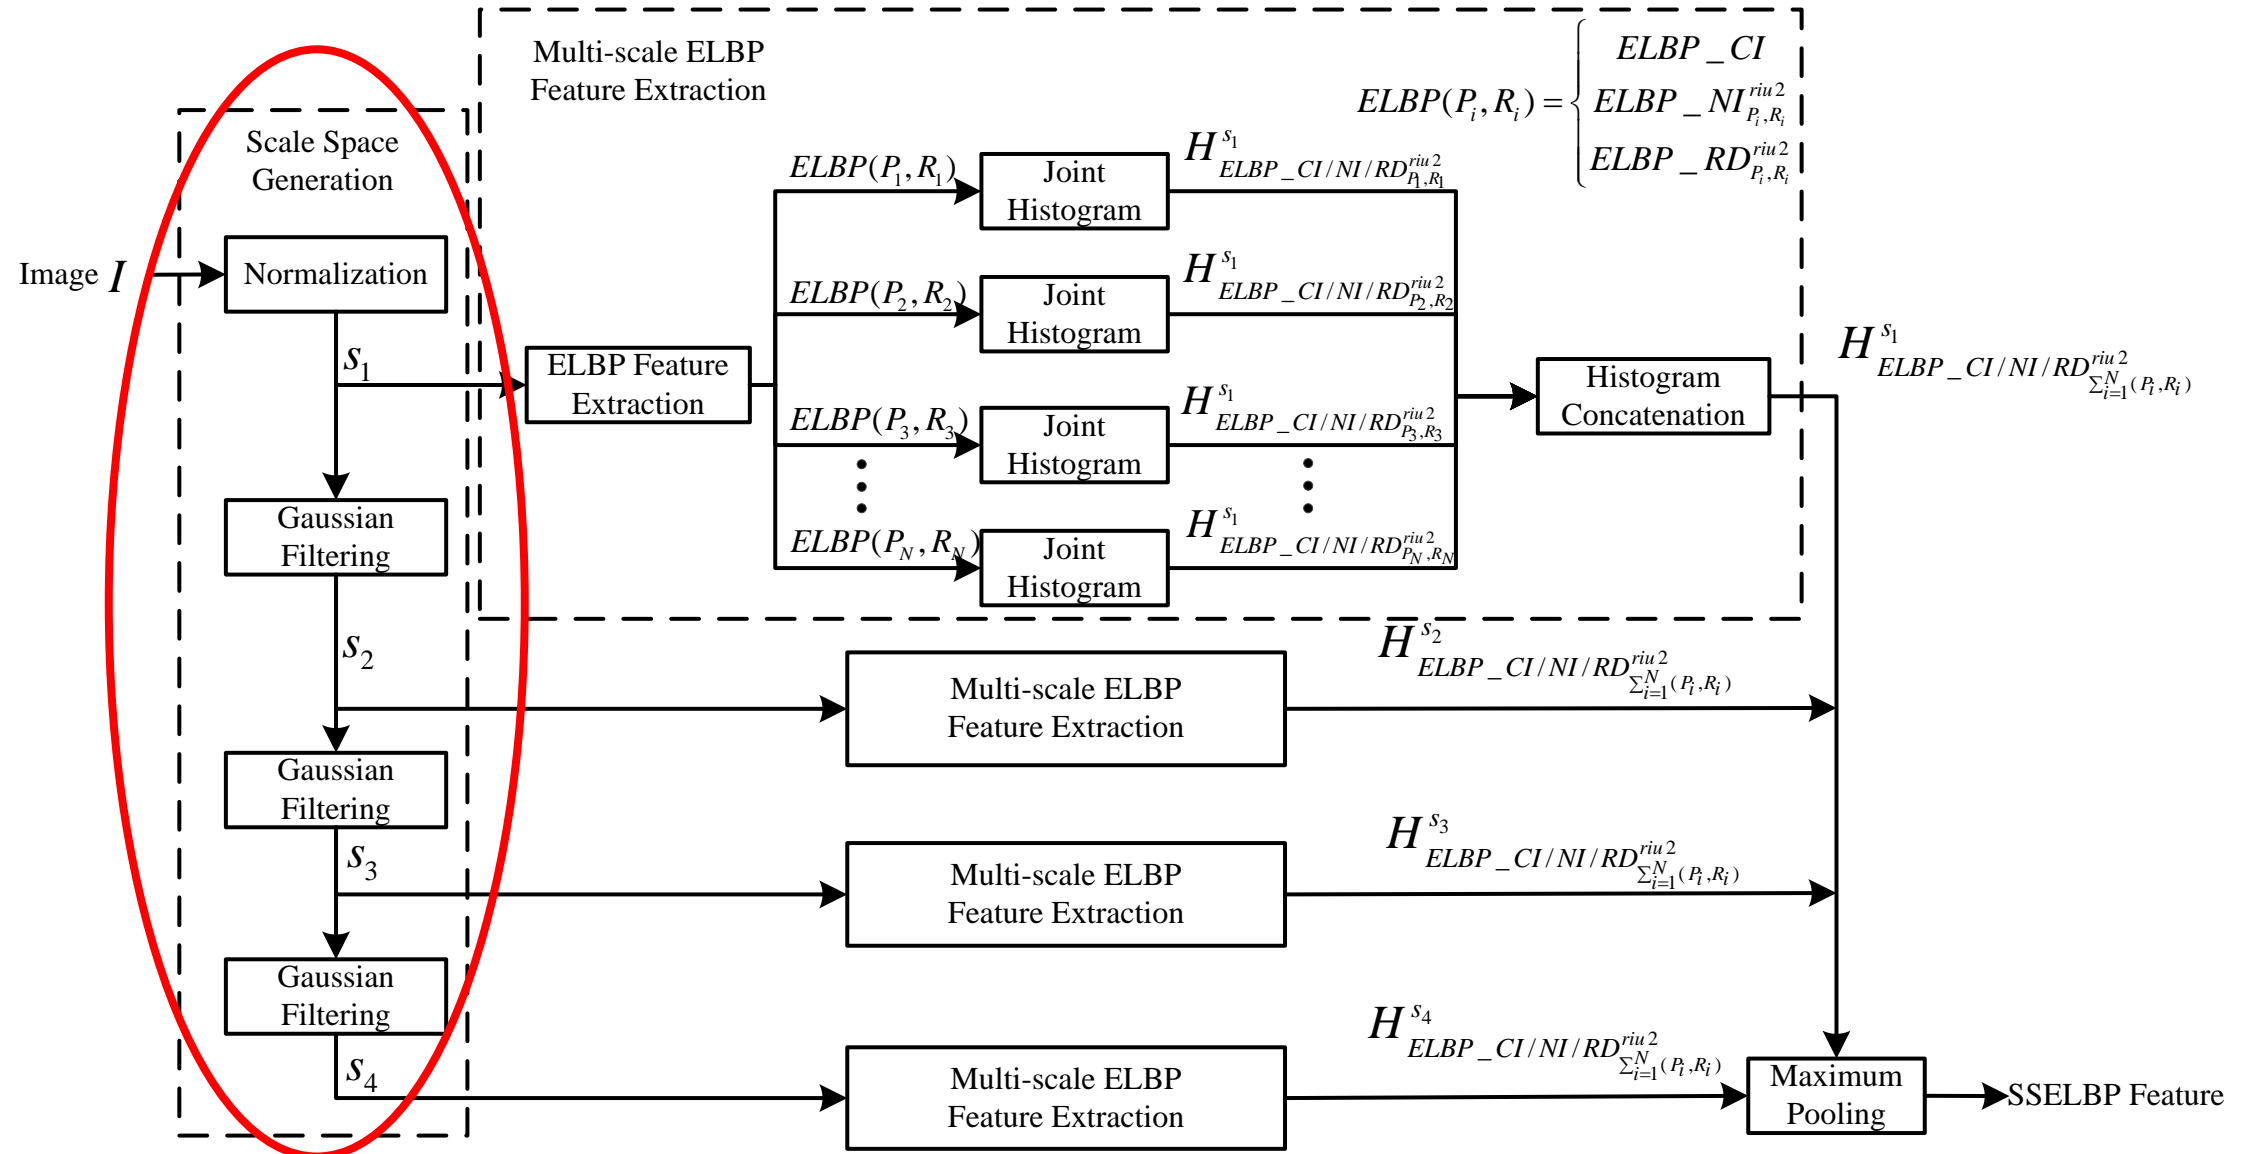 Multi-scale ELBP
Feature Extraction
ELBP(P_i, R_i) = { ELBP_CI
ELBP_NI^{riu2}_{P_i,R_i}
ELBP_RD^{riu2}_{P_i,R_i}
Scale Space
Generation
Image I
Normalization
s_1
Gaussian
Filtering
s_2
Gaussian
Filtering
s_3
Gaussian
Filtering
s_4
ELBP Feature
Extraction
ELBP(P_1, R_1)
Joint
Histogram
H^{s_1}_{ELBP_CI/NI/RD^{riu2}_{P_1,R_1}}
ELBP(P_2, R_2)
Joint
Histogram
H^{s_1}_{ELBP_CI/NI/RD^{riu2}_{P_2,R_2}}
ELBP(P_3, R_3)
Joint
Histogram
H^{s_1}_{ELBP_CI/NI/RD^{riu2}_{P_3,R_3}}
ELBP(P_N, R_N)
Joint
Histogram
H^{s_1}_{ELBP_CI/NI/RD^{riu2}_{P_N,R_N}}
Histogram
Concatenation
H^{s_1}_{ELBP_CI/NI/RD^{riu2}_{∑_{i=1}^{N}(P_i,R_i)}}
Multi-scale ELBP
Feature Extraction
H^{s_2}_{ELBP_CI/NI/RD^{riu2}_{∑_{i=1}^{N}(P_i,R_i)}}
Multi-scale ELBP
Feature Extraction
H^{s_3}_{ELBP_CI/NI/RD^{riu2}_{∑_{i=1}^{N}(P_i,R_i)}}
Multi-scale ELBP
Feature Extraction
H^{s_4}_{ELBP_CI/NI/RD^{riu2}_{∑_{i=1}^{N}(P_i,R_i)}}
Maximum
Pooling
SSELBP Feature